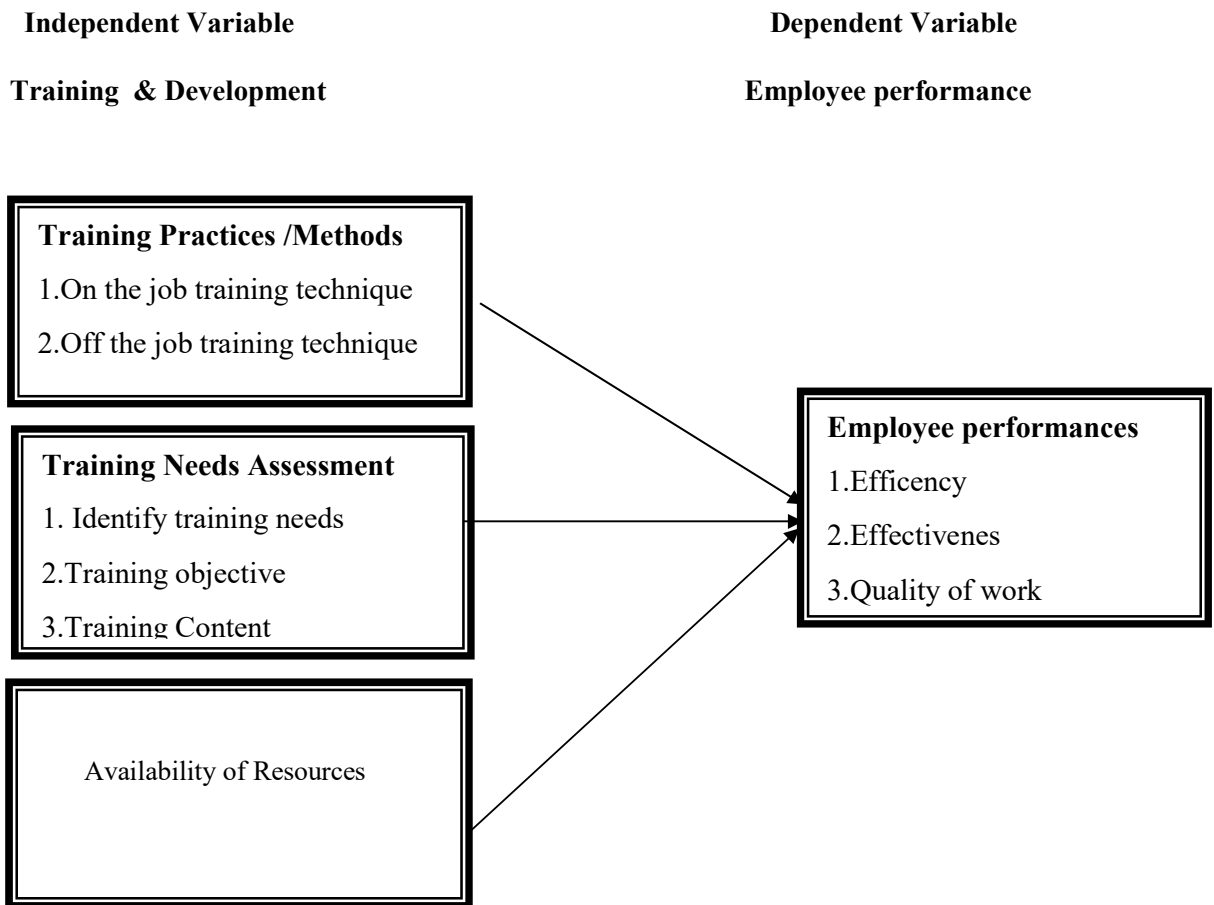 Independent Variable
Dependent Variable
Training & Development
Employee performance
Training Practices /Methods
1.On the job training technique
2.Off the job training technique
Training Needs Assessment
1. Identify training needs
2.Training objective
3.Training Content
Availability of Resources
Employee performances
1.Efficency
2.Effectivenes
3.Quality of work